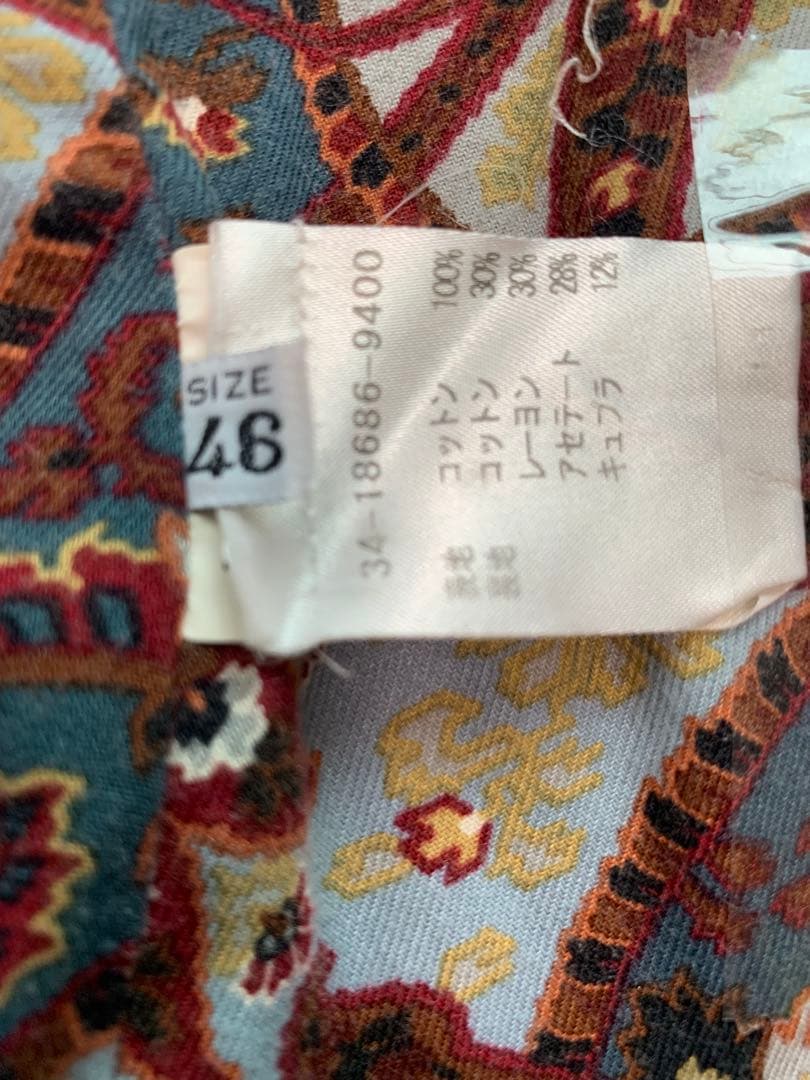 SIZE
46
34-18686-9400
表地 コットン 100%
裏地 コットン 30%
レーヨン 30%
アセテート 28%
キュプラ 12%